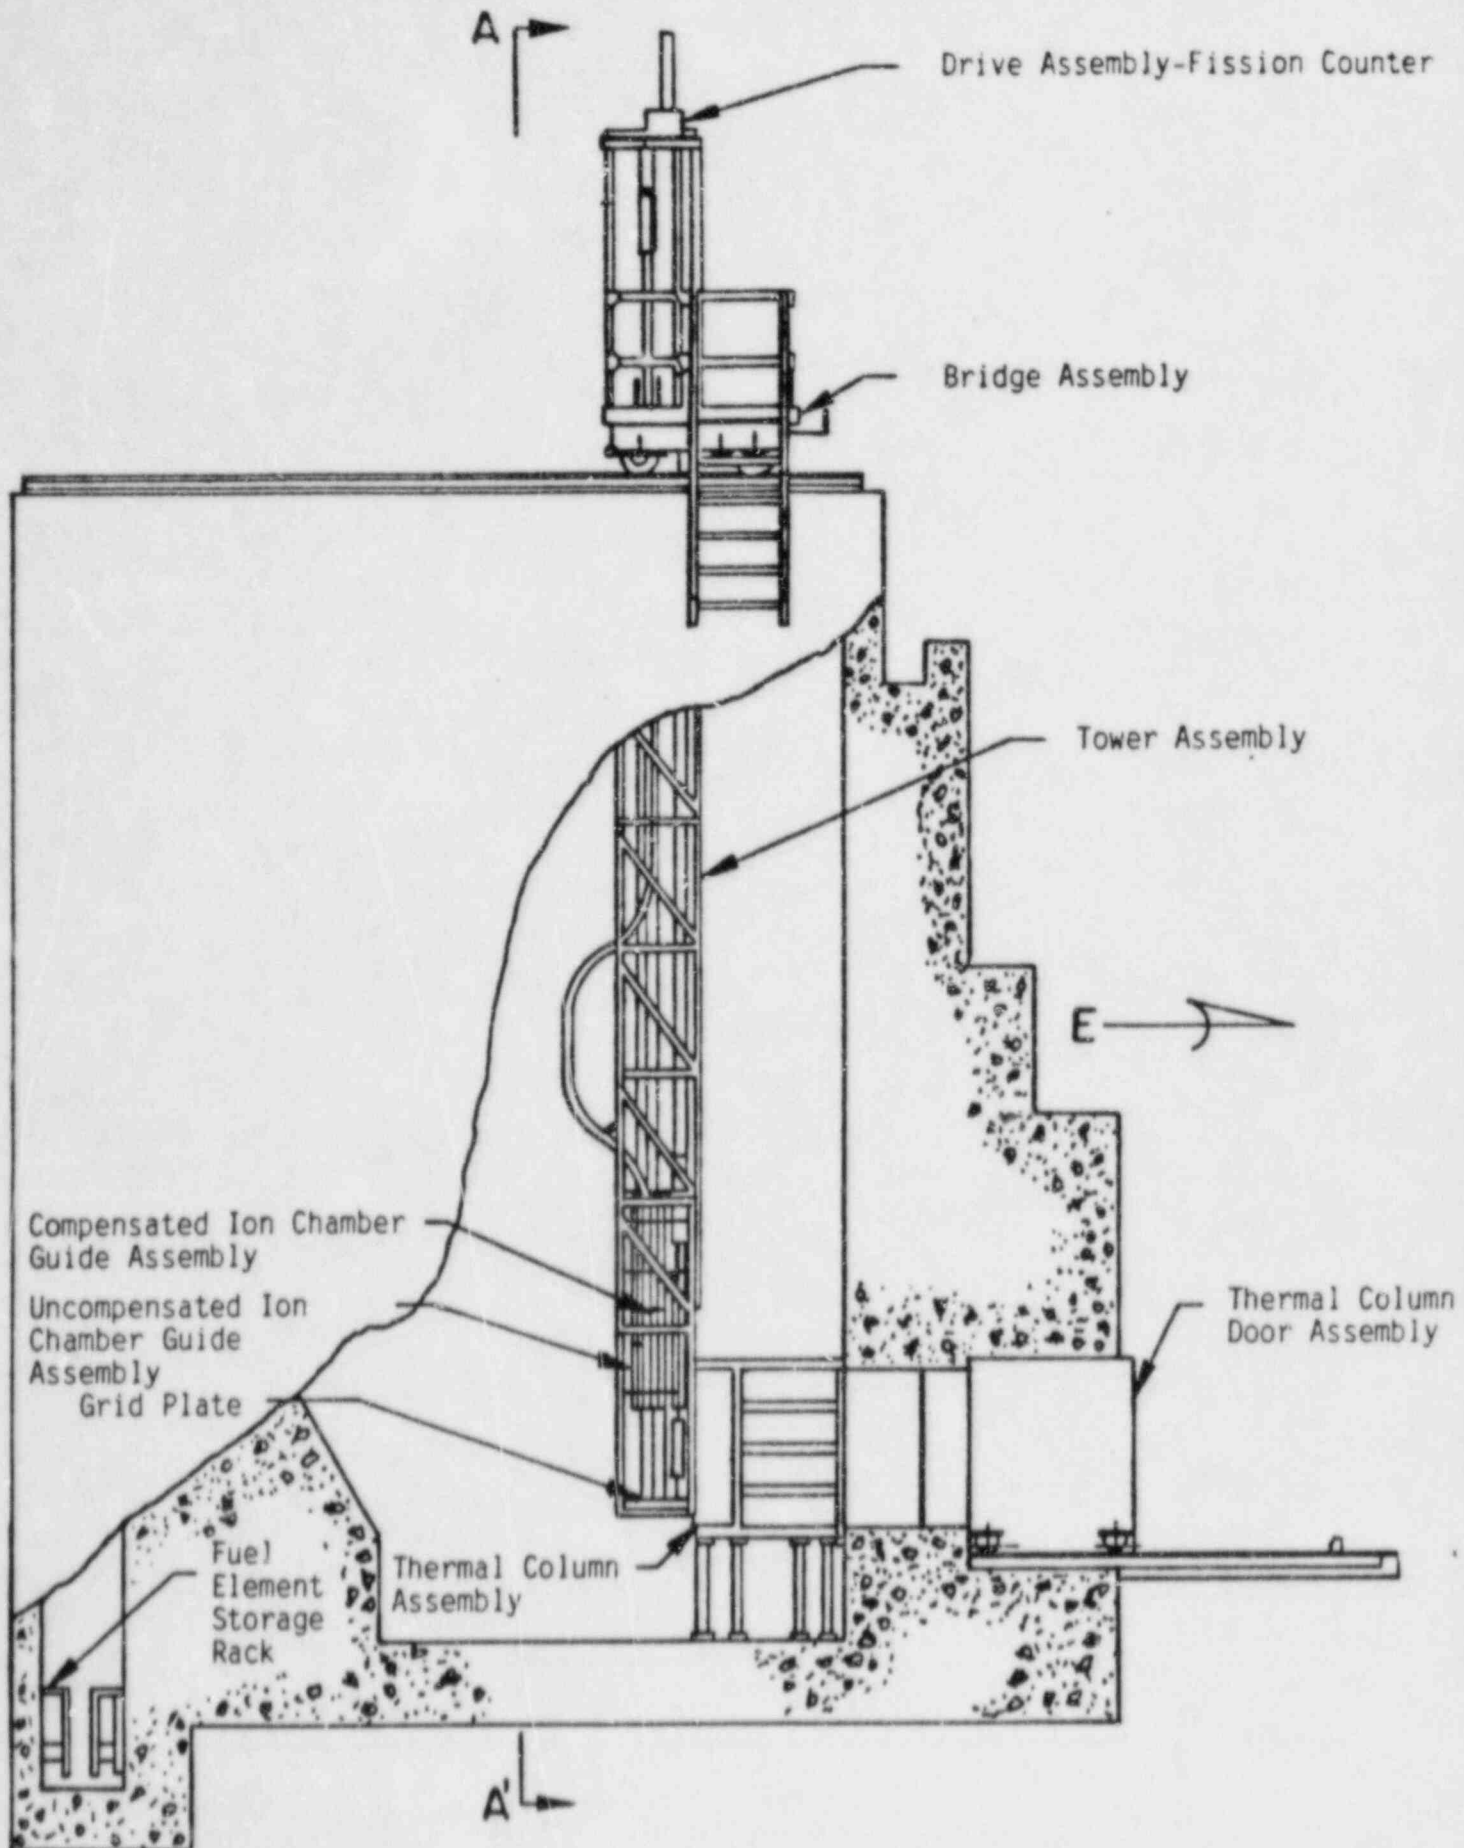 A
Drive Assembly-Fission Counter
Bridge Assembly
Tower Assembly
E
Compensated Ion Chamber
Guide Assembly
Uncompensated Ion
Chamber Guide
Assembly
Grid Plate
Thermal Column
Door Assembly
Fuel
Element
Storage
Rack
Thermal Column
Assembly
A'